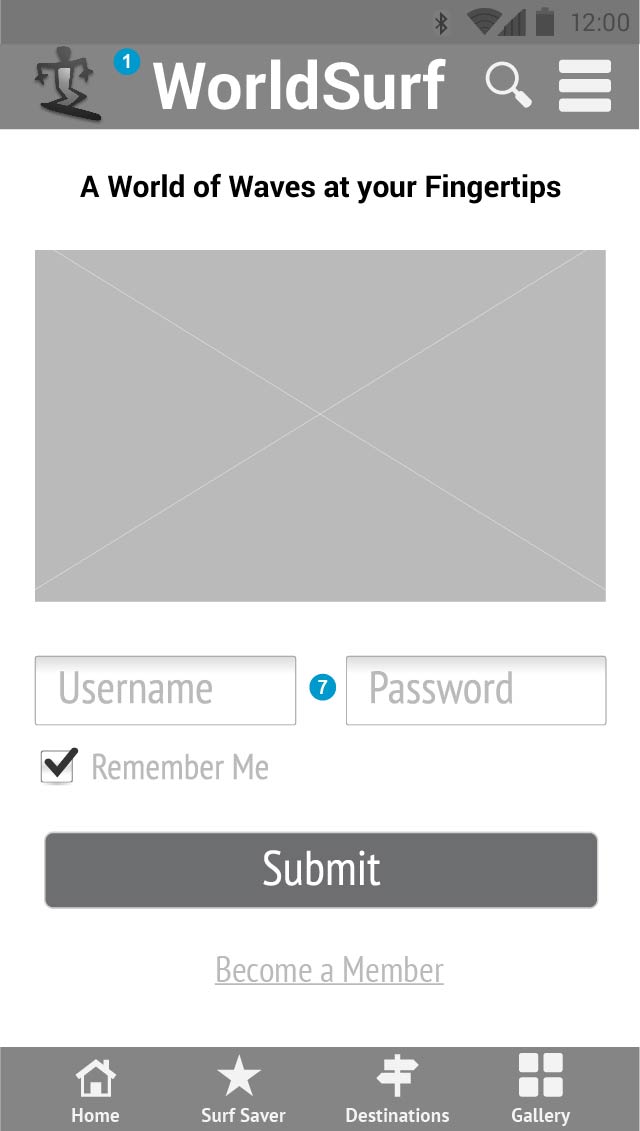 12:00
1
WorldSurf
A World of Waves at your Fingertips
Username 7 Password
Remember Me
Submit
Become a Member
Home Surf Saver Destinations Gallery